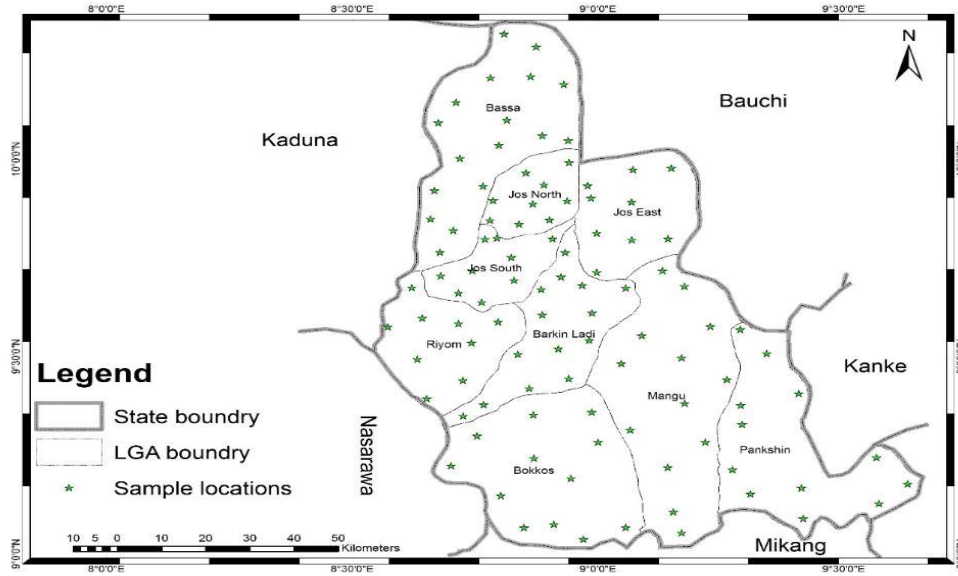 8°0'0"E 8°30'0"E 9°0'0"E 9°30'0"E
N
Bauchi
Bassa
Kaduna
10°0'0"N
Jos North
Jos East
Jos South
Riyom
Barkin Ladi
9°30'0"N
Kanke
Legend
State boundry
LGA boundry
Sample locations
Nasarawa
Mangu
Pankshin
Bokkos
10 5 0 10 20 30 40 50
Kilometers
Mikang
9°0'0"N
8°0'0"E 8°30'0"E 9°0'0"E 9°30'0"E